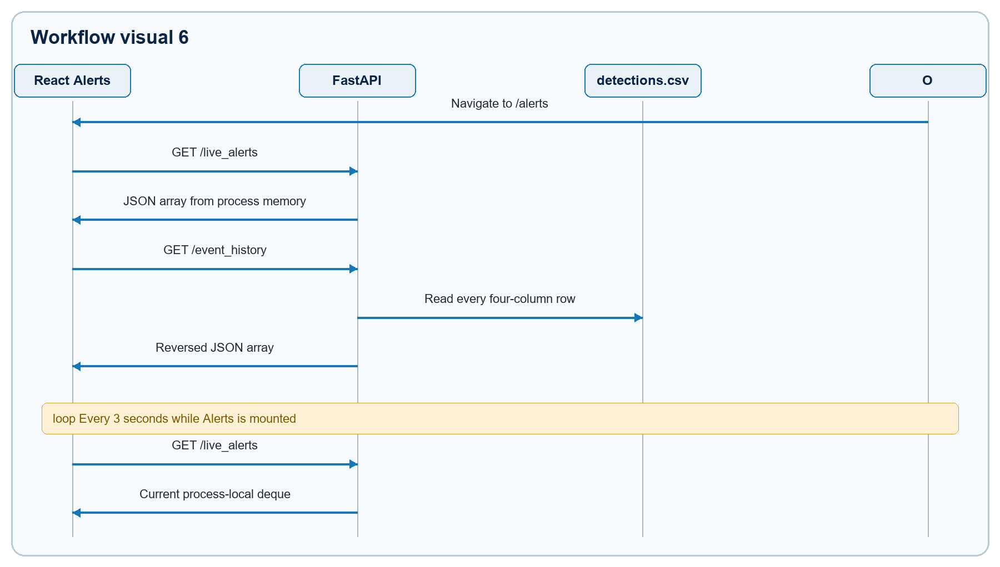 Workflow visual 6
React Alerts
FastAPI
detections.csv
O
Navigate to /alerts
GET /live_alerts
JSON array from process memory
GET /event_history
Read every four-column row
Reversed JSON array
loop Every 3 seconds while Alerts is mounted
GET /live_alerts
Current process-local deque